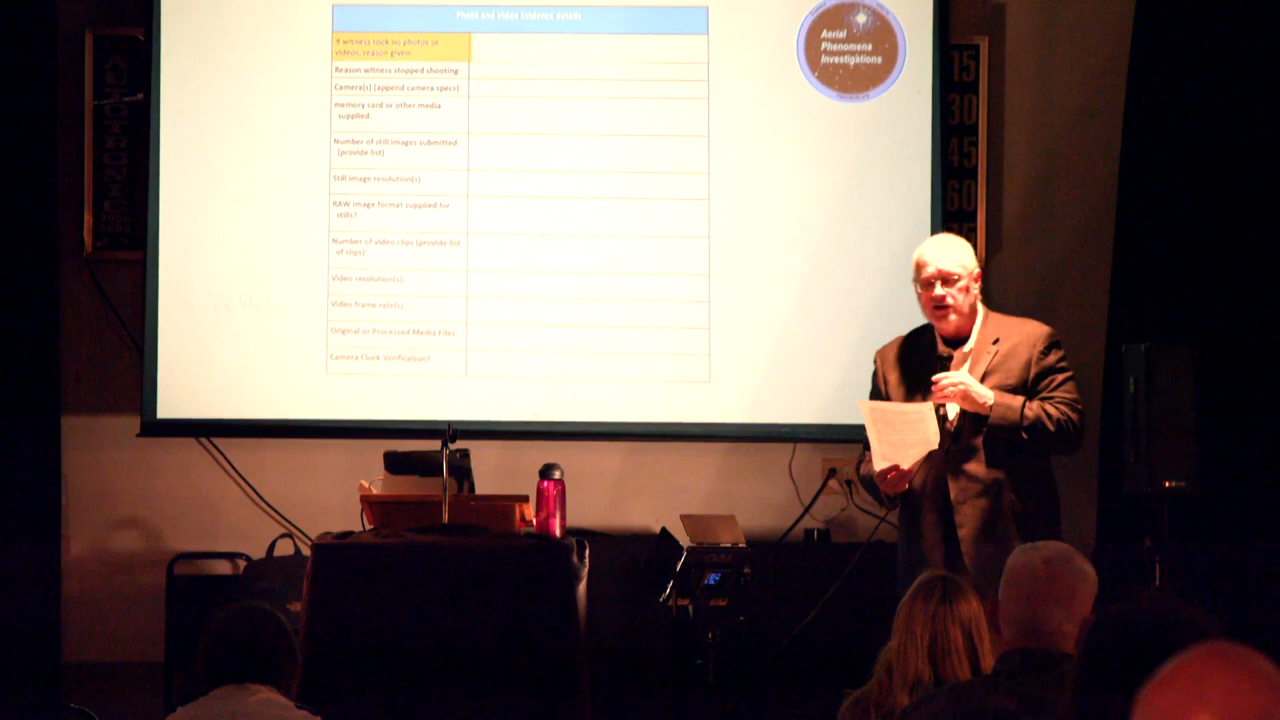 Photo and Video Evidence details
If witness took no photos or
videos, reason given.
Reason witness stopped shooting
Camera(s) (append camera specs)
memory card or other media
supplied
Number of still images submitted
(provide list)
Still image resolution(s)
RAW image format supplied for
stills?
Number of video clips (provide list
of clips)
Video resolution(s)
Video frame rate(s)
Original or Processed Media Files
Camera Clock Verification?
Aerial
Phenomena
Investigations
AUTOTRONIC
15
30
45
60